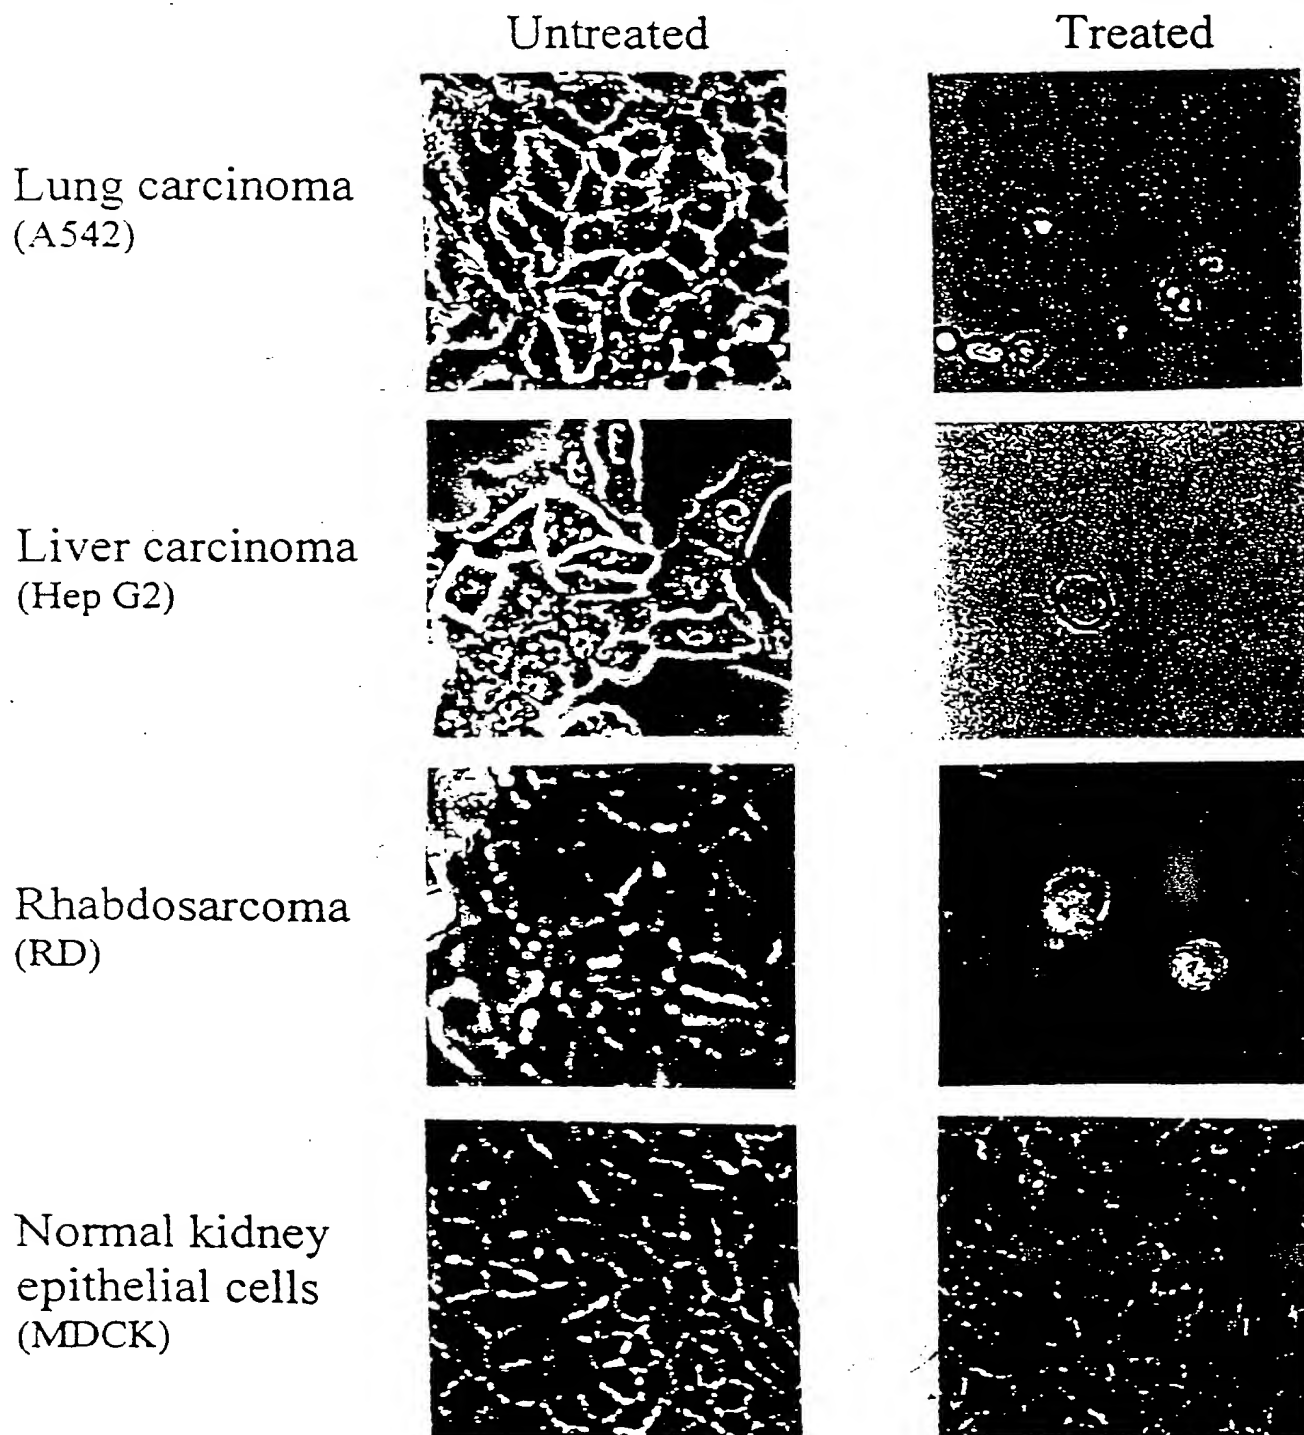 Untreated
Treated
Lung carcinoma
(A542)
Liver carcinoma
(Hep G2)
Rhabdosarcoma
(RD)
Normal kidney
epithelial cells
(MDCK)